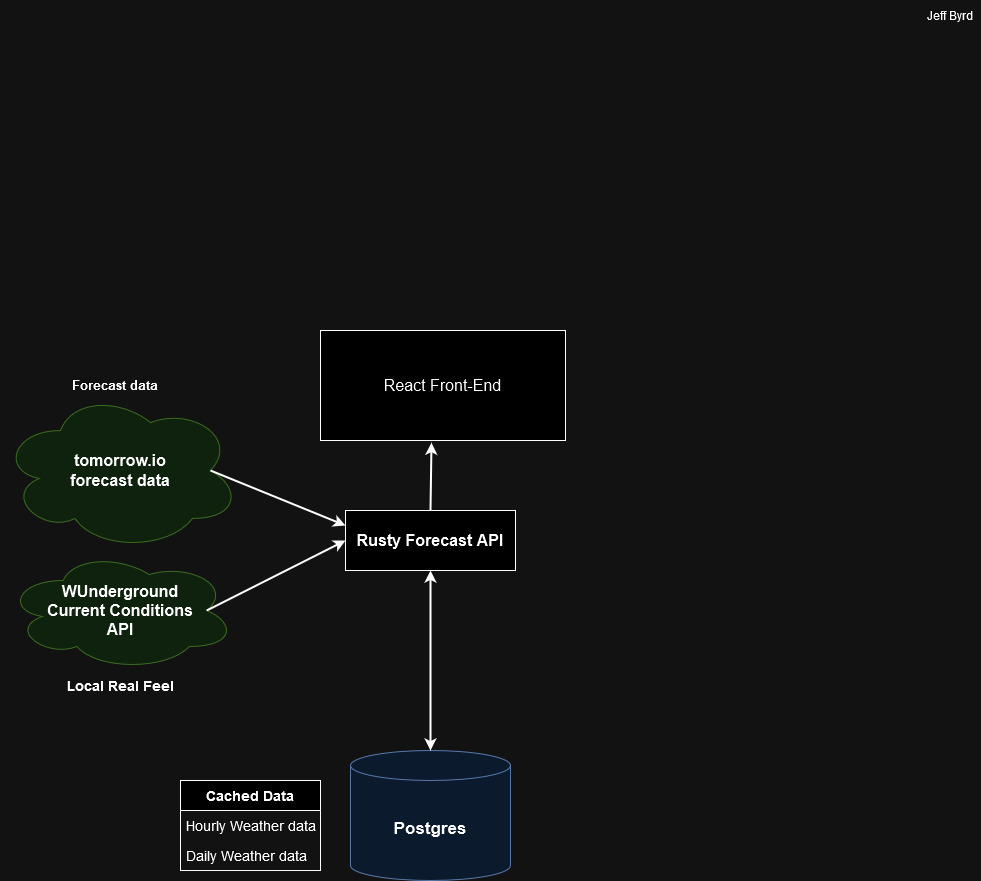 Jeff Byrd
React Front-End
Forecast data
tomorrow.io
forecast data
Rusty Forecast API
WUnderground
Current Conditions
API
Local Real Feel
Cached Data
Hourly Weather data
Daily Weather data
Postgres